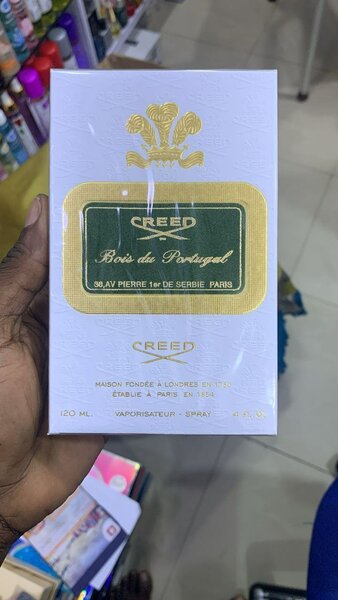 CREED
Bois du Portugal
38, AV PIERRE 1er DE SERBIE PARIS
CREED
MAISON FONDÉE À LONDRES EN 1760
ÉTABLIE À PARIS EN 1854
120 ML. VAPORISATEUR - SPRAY 4 FL. OZ.